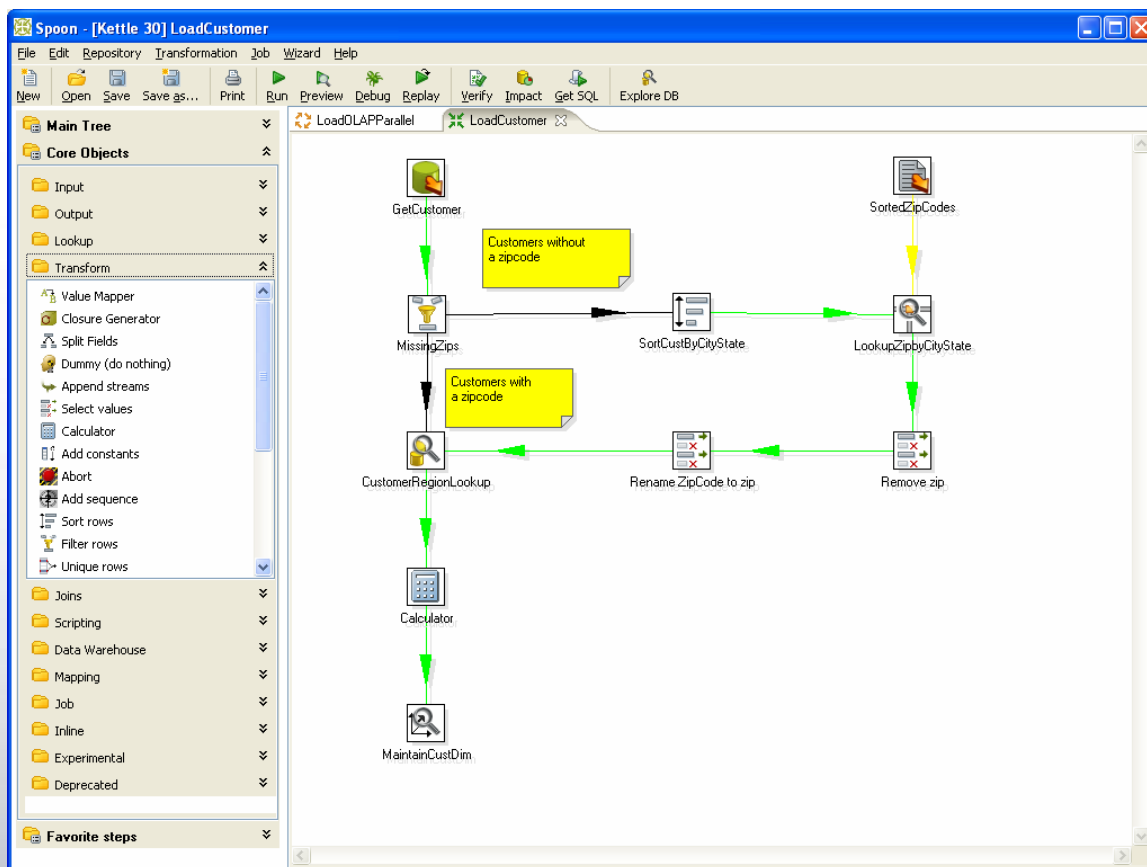 Spoon - [Kettle 30] LoadCustomer
File Edit Repository Transformation Job Wizard Help
New Open Save Save as... Print Run Preview Debug Replay Verify Impact Get SQL Explore DB
Main Tree
Core Objects
Input
Output
Lookup
Transform
Value Mapper
Closure Generator
Split Fields
Dummy (do nothing)
Append streams
Select values
Calculator
Add constants
Abort
Add sequence
Sort rows
Filter rows
Unique rows
Joins
Scripting
Data Warehouse
Mapping
Job
Inline
Experimental
Deprecated
Favorite steps
LoadOLAPParallel LoadCustomer
GetCustomer
SortedZipCodes
Customers without
a zipcode
MissingZips
SortCustByCityState
LookupZipbyCityState
Customers with
a zipcode
CustomerRegionLookup
Rename ZipCode to zip
Remove zip
Calculator
MaintainCustDim